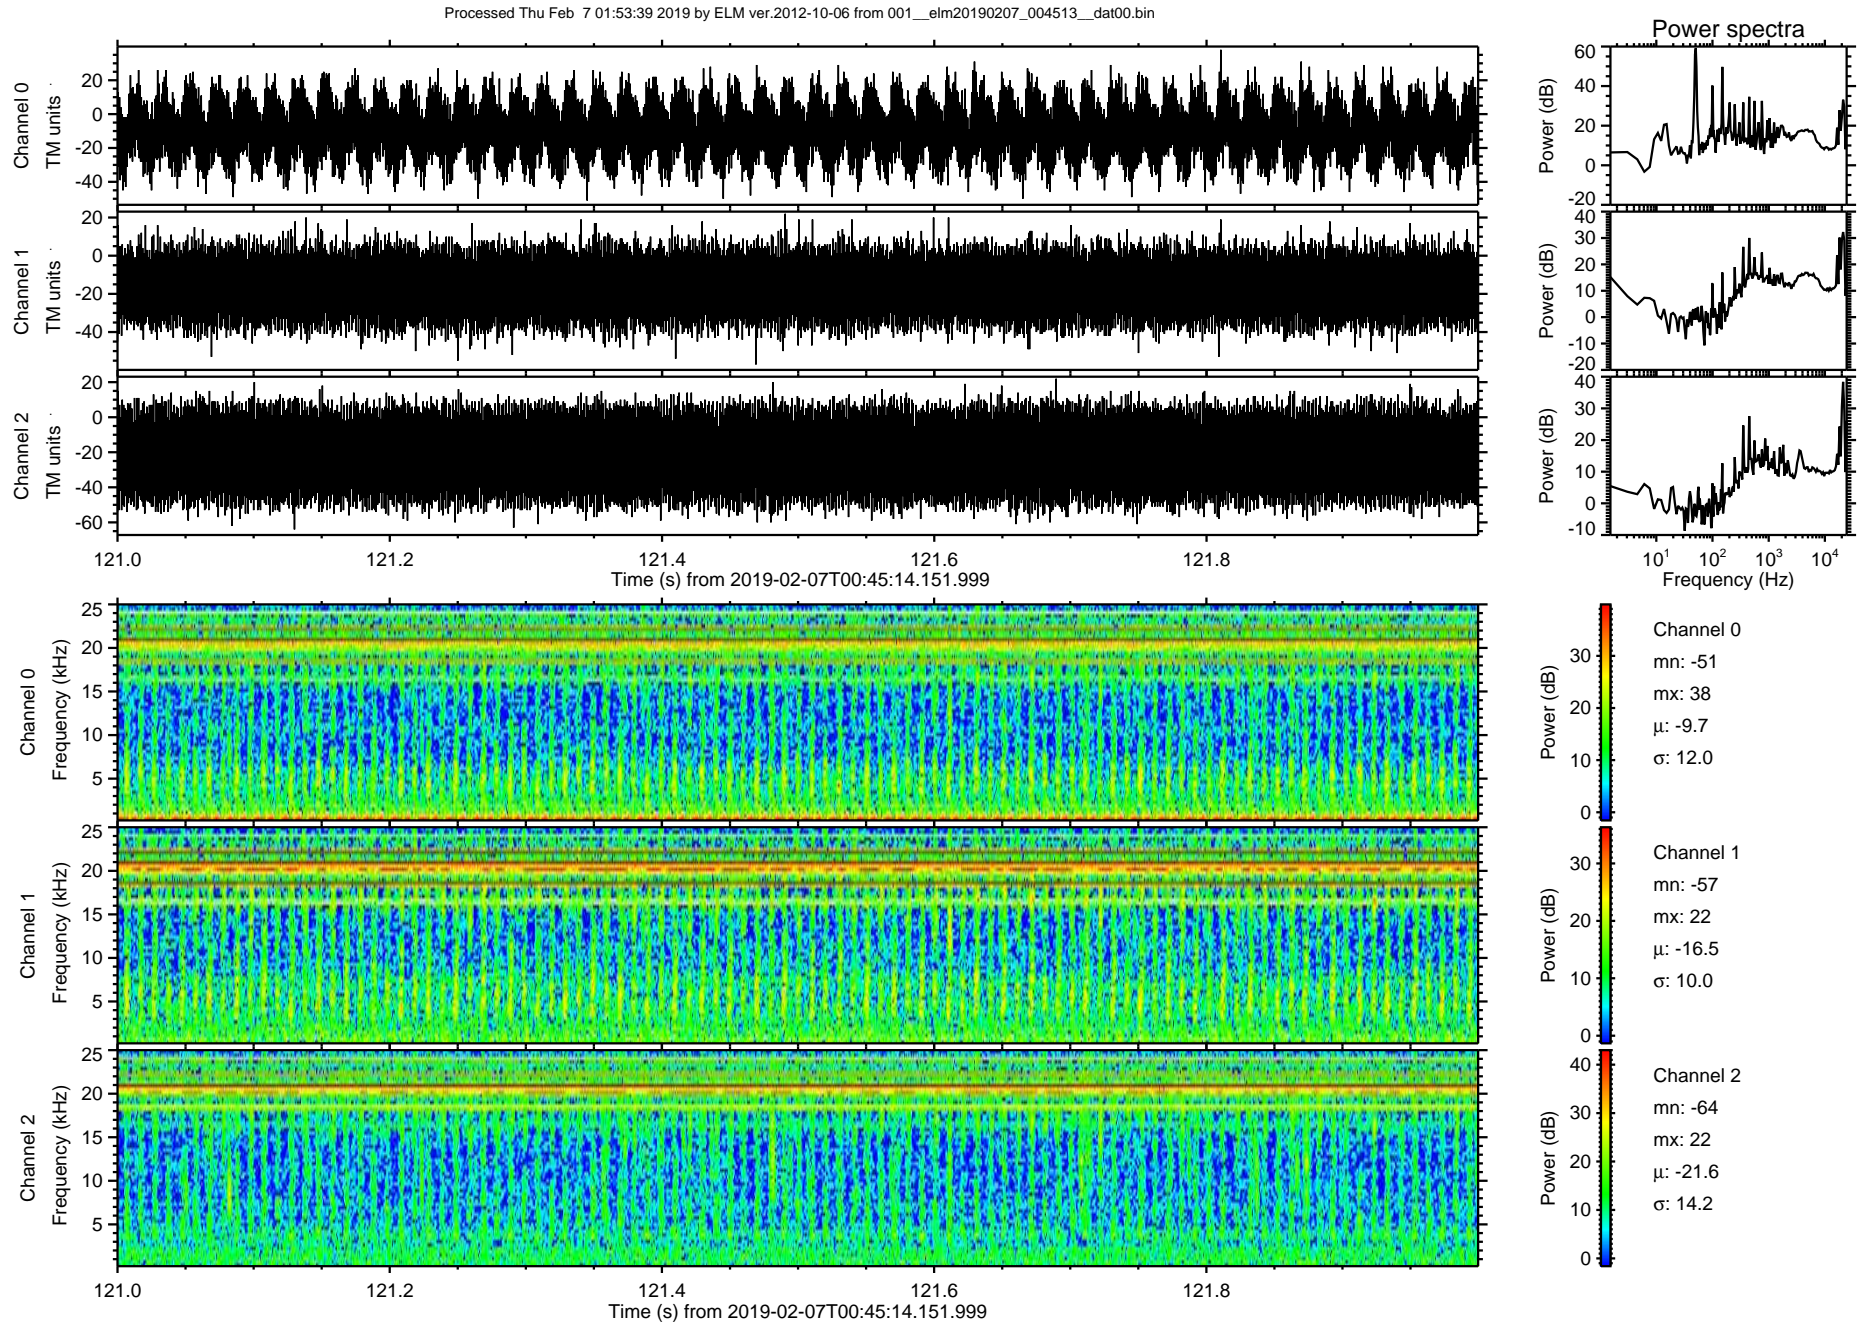 Processed Thu Feb  7 01:53:39 2019 by ELM ver.2012-10-06 from 001__elm20190207_004513__dat00.bin
Power spectra
Channel 0
TM units
20
0
-20
-40
Power (dB)
60
40
20
0
-20
Channel 1
TM units
20
0
-20
-40
Power (dB)
40
30
20
10
0
-10
-20
Channel 2
TM units
20
0
-20
-40
-60
Power (dB)
40
30
20
10
0
-10
121.0 121.2 121.4 121.6 121.8
Time (s) from 2019-02-07T00:45:14.151.999
10^1 10^2 10^3 10^4
Frequency (Hz)
Channel 0
Frequency (kHz)
25
20
15
10
5
Power (dB)
30
20
10
0
Channel 0
mn: -51
mx: 38
μ: -9.7
σ: 12.0
Channel 1
Frequency (kHz)
25
20
15
10
5
Power (dB)
30
20
10
0
Channel 1
mn: -57
mx: 22
μ: -16.5
σ: 10.0
Channel 2
Frequency (kHz)
25
20
15
10
5
Power (dB)
40
30
20
10
0
Channel 2
mn: -64
mx: 22
μ: -21.6
σ: 14.2
121.0 121.2 121.4 121.6 121.8
Time (s) from 2019-02-07T00:45:14.151.999